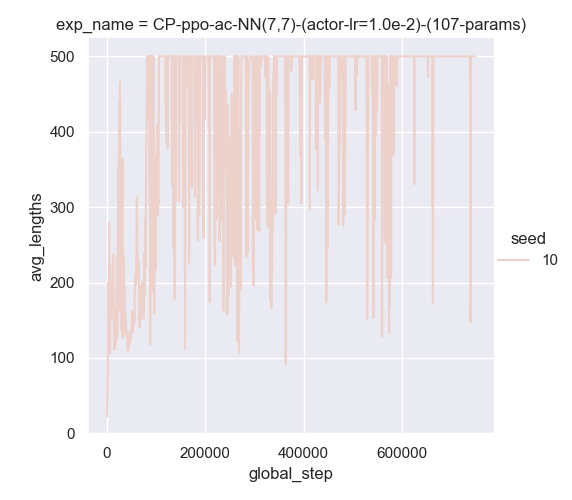 exp_name = CP-ppo-ac-NN(7,7)-(actor-lr=1.0e-2)-(107-params)
500
400
300
200
100
0
avg_lengths
0 200000 400000 600000
global_step
seed
10